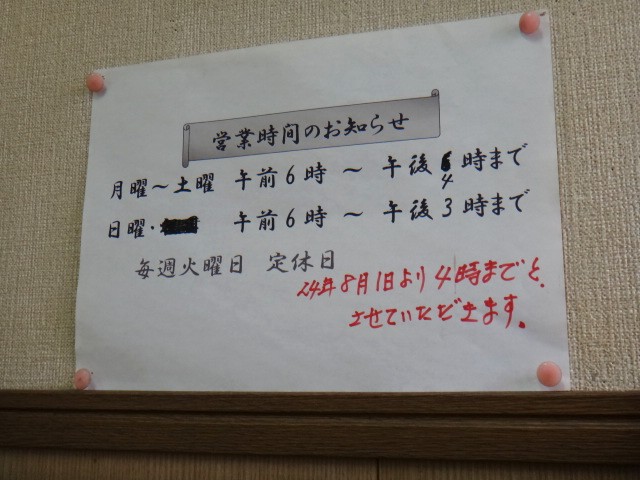 営業時間のお知らせ
月曜～土曜 午前6時 ～ 午後4時まで
日曜・ 午前6時 ～ 午後3時まで
毎週火曜日 定休日
24年8月1日より4時までと、
させていただきます。